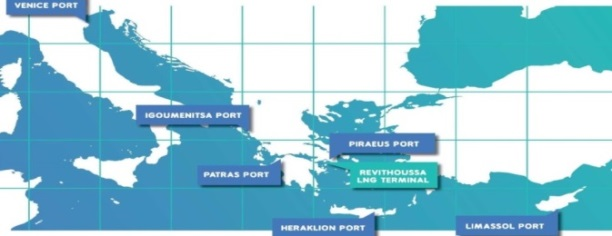 VENICE PORT
IGOUMENITSA PORT
PIRAEUS PORT
PATRAS PORT
REVITHOUSSA
LNG TERMINAL
HERAKLION PORT
LIMASSOL PORT